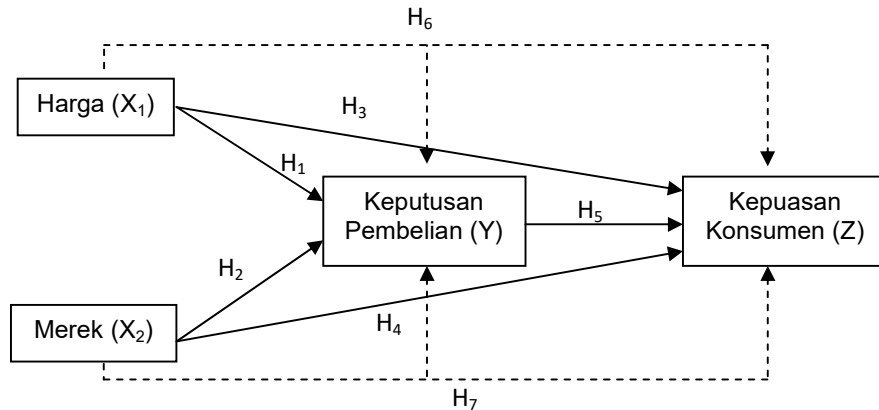 H₆
Harga (X₁)
H₃
H₁
Keputusan
Pembelian (Y)
H₅
Kepuasan
Konsumen (Z)
H₂
Merek (X₂)
H₄
H₇